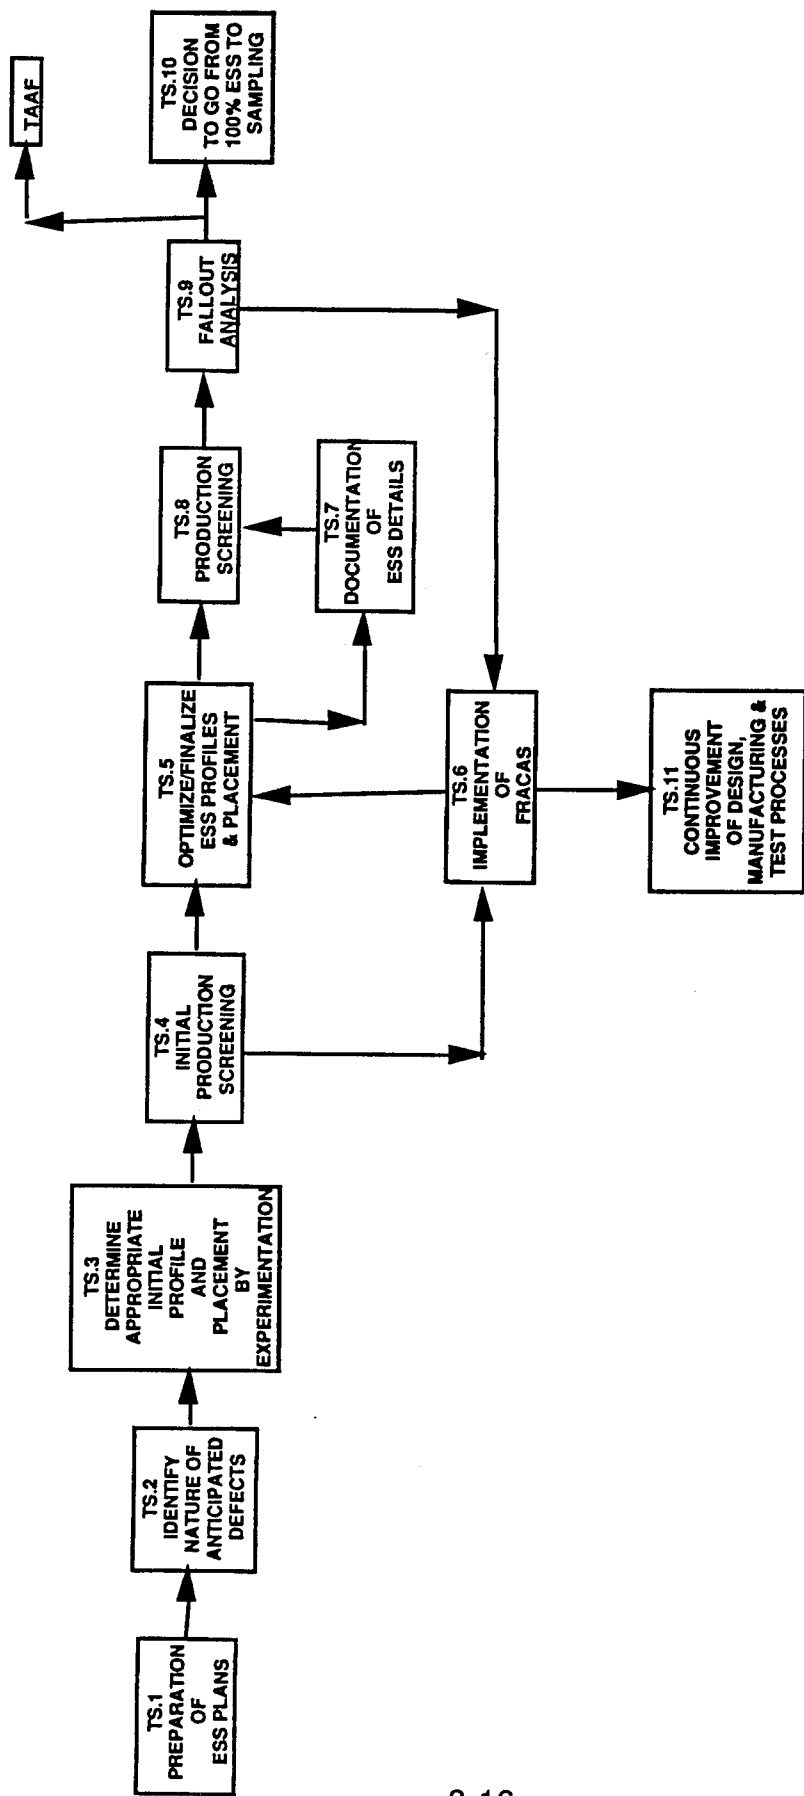 TS.1
PREPARATION
OF
ESS PLANS
TS.2
IDENTIFY
NATURE OF
ANTICIPATED
DEFECTS
TS.3
DETERMINE
APPROPRIATE
INITIAL
PROFILE
AND
PLACEMENT
BY
EXPERIMENTATION
TS.4
INITIAL
PRODUCTION
SCREENING
TS.5
OPTIMIZE/FINALIZE
ESS PROFILES
& PLACEMENT
TS.6
IMPLEMENTATION
OF
FRACAS
TS.7
DOCUMENTATION
OF
ESS DETAILS
TS.8
PRODUCTION
SCREENING
TS.9
FALLOUT
ANALYSIS
TAAF
TS.10
DECISION
TO GO FROM
100% ESS TO
SAMPLING
TS.11
CONTINUOUS
IMPROVEMENT
OF DESIGN,
MANUFACTURING &
TEST PROCESSES